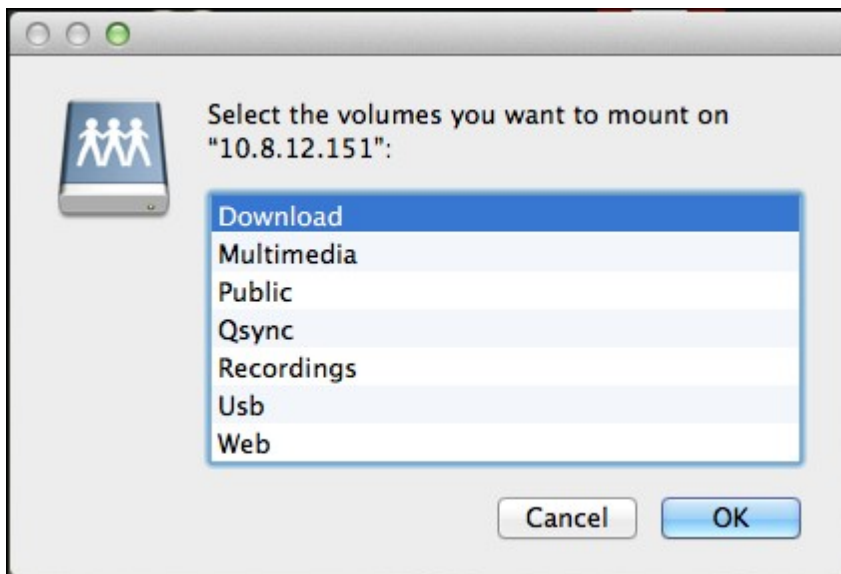 Select the volumes you want to mount on
"10.8.12.151":
Download
Multimedia
Public
Qsync
Recordings
Usb
Web
Cancel
OK